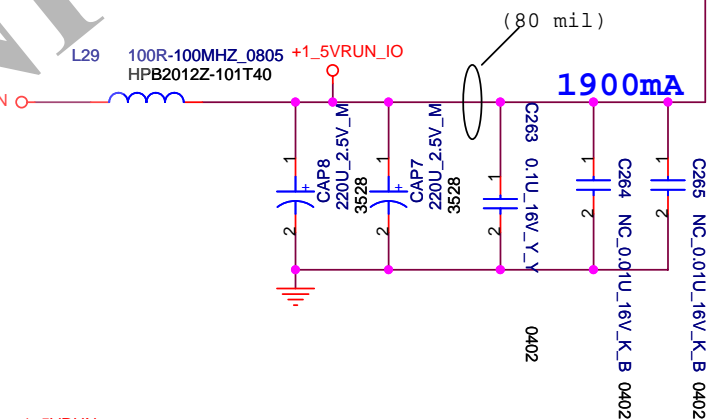 (80 mil)
L29
100R-100MHZ_0805
HPB2012Z-101T40
+1_5VRUN_IO
N
1900mA
1
2
CAP8
220U_2.5V_M
3528
1
2
CAP7
220U_2.5V_M
3528
1
2
C263 0.1U_16V_Y_Y
0402
1
2
C264 NC_0.01U_16V_K_B 0402
1
2
C265 NC_0.01U_16V_K_B 0402